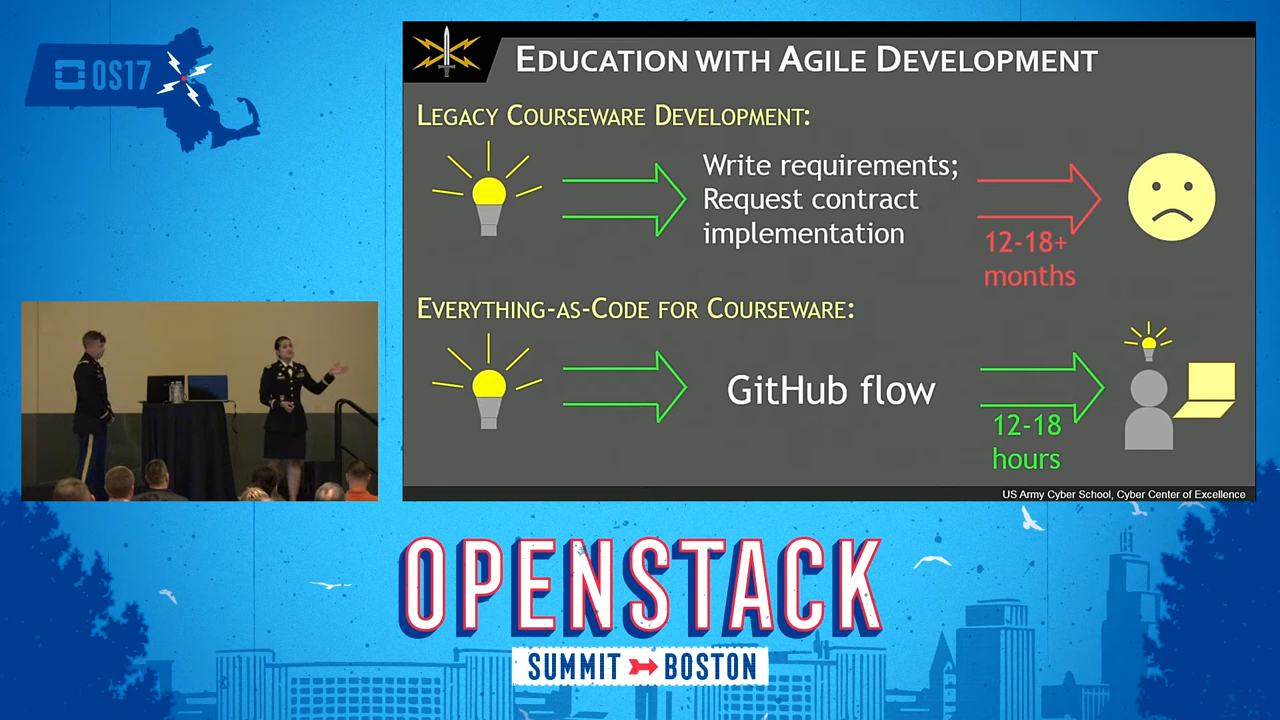 OS17
EDUCATION WITH AGILE DEVELOPMENT
LEGACY COURSEWARE DEVELOPMENT:
Write requirements;
Request contract
implementation
12-18+
months
EVERYTHING-AS-CODE FOR COURSEWARE:
GitHub flow
12-18
hours
US Army Cyber School, Cyber Center of Excellence
OPENSTACK
SUMMIT BOSTON